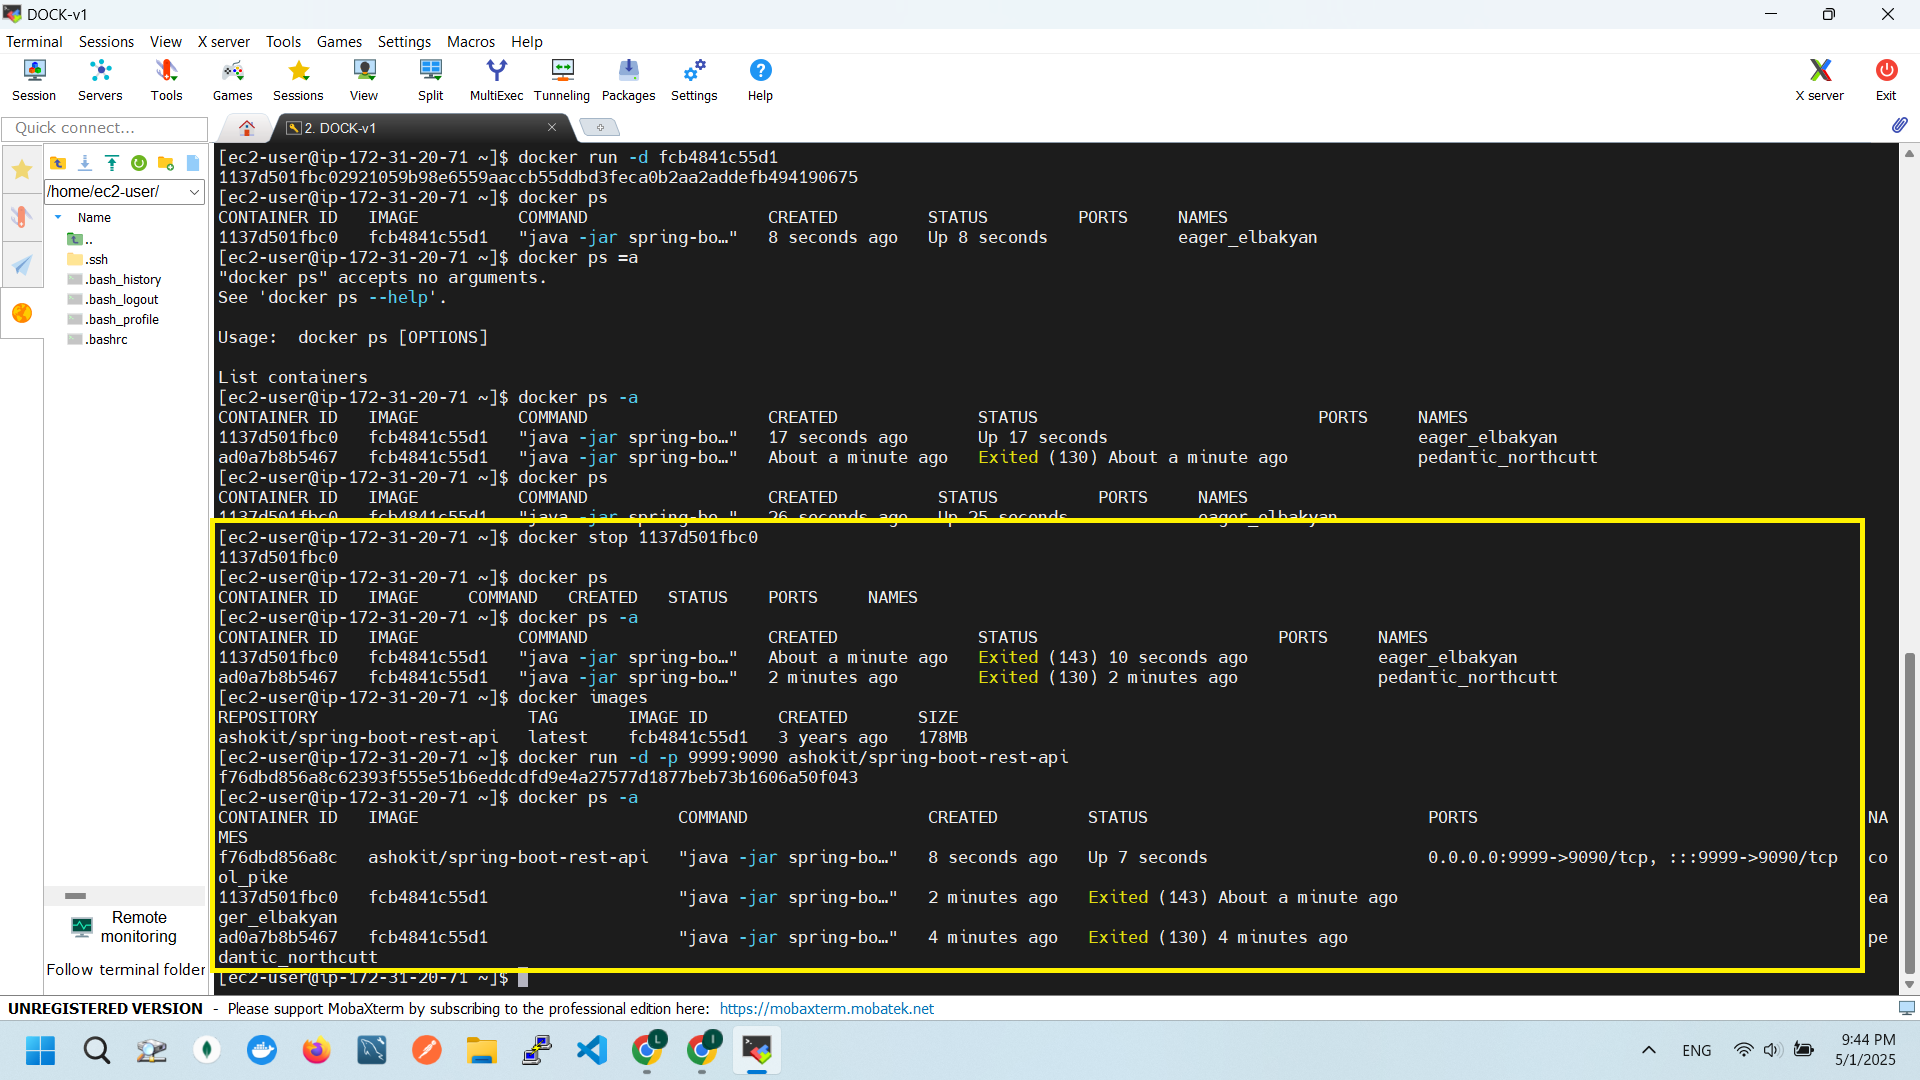 DOCK-v1
Terminal Sessions View X server Tools Games Settings Macros Help
Session Servers Tools Games Sessions View Split MultiExec Tunneling Packages Settings Help X server Exit
Quick connect...
2. DOCK-v1
/home/ec2-user/
Name
..
.ssh
.bash_history
.bash_logout
.bash_profile
.bashrc
Remote
monitoring
Follow terminal folder
[ec2-user@ip-172-31-20-71 ~]$ docker run -d fcb4841c55d1
1137d501fbc02921059b98e6559aaccb55ddbd3feca0b2aa2addefb494190675
[ec2-user@ip-172-31-20-71 ~]$ docker ps
CONTAINER ID IMAGE COMMAND CREATED STATUS PORTS NAMES
1137d501fbc0 fcb4841c55d1 "java -jar spring-bo…" 8 seconds ago Up 8 seconds eager_elbakyan
[ec2-user@ip-172-31-20-71 ~]$ docker ps =a
"docker ps" accepts no arguments.
See 'docker ps --help'.
Usage: docker ps [OPTIONS]
List containers
[ec2-user@ip-172-31-20-71 ~]$ docker ps -a
CONTAINER ID IMAGE COMMAND CREATED STATUS PORTS NAMES
1137d501fbc0 fcb4841c55d1 "java -jar spring-bo…" 17 seconds ago Up 17 seconds eager_elbakyan
ad0a7b8b5467 fcb4841c55d1 "java -jar spring-bo…" About a minute ago Exited (130) About a minute ago pedantic_northcutt
[ec2-user@ip-172-31-20-71 ~]$ docker ps
CONTAINER ID IMAGE COMMAND CREATED STATUS PORTS NAMES
1137d501fbc0 fcb4841c55d1 "java -jar spring-bo…" 26 seconds ago Up 25 seconds eager_elbakyan
[ec2-user@ip-172-31-20-71 ~]$ docker stop 1137d501fbc0
1137d501fbc0
[ec2-user@ip-172-31-20-71 ~]$ docker ps
CONTAINER ID IMAGE COMMAND CREATED STATUS PORTS NAMES
[ec2-user@ip-172-31-20-71 ~]$ docker ps -a
CONTAINER ID IMAGE COMMAND CREATED STATUS PORTS NAMES
1137d501fbc0 fcb4841c55d1 "java -jar spring-bo…" About a minute ago Exited (143) 10 seconds ago eager_elbakyan
ad0a7b8b5467 fcb4841c55d1 "java -jar spring-bo…" 2 minutes ago Exited (130) 2 minutes ago pedantic_northcutt
[ec2-user@ip-172-31-20-71 ~]$ docker images
REPOSITORY TAG IMAGE ID CREATED SIZE
ashokit/spring-boot-rest-api latest fcb4841c55d1 3 years ago 178MB
[ec2-user@ip-172-31-20-71 ~]$ docker run -d -p 9999:9090 ashokit/spring-boot-rest-api
f76dbd856a8c62393f555e51b6eddcdfd9e4a27577d1877beb73b1606a50f043
[ec2-user@ip-172-31-20-71 ~]$ docker ps -a
CONTAINER ID IMAGE COMMAND CREATED STATUS PORTS NA
MES
f76dbd856a8c ashokit/spring-boot-rest-api "java -jar spring-bo…" 8 seconds ago Up 7 seconds 0.0.0.0:9999->9090/tcp, :::9999->9090/tcp co
ol_pike
1137d501fbc0 fcb4841c55d1 "java -jar spring-bo…" 2 minutes ago Exited (143) About a minute ago ea
ger_elbakyan
ad0a7b8b5467 fcb4841c55d1 "java -jar spring-bo…" 4 minutes ago Exited (130) 4 minutes ago pe
dantic_northcutt
[ec2-user@ip-172-31-20-71 ~]$
UNREGISTERED VERSION - Please support MobaXterm by subscribing to the professional edition here: https://mobaxterm.mobatek.net
L
I
ENG
9:44 PM
5/1/2025